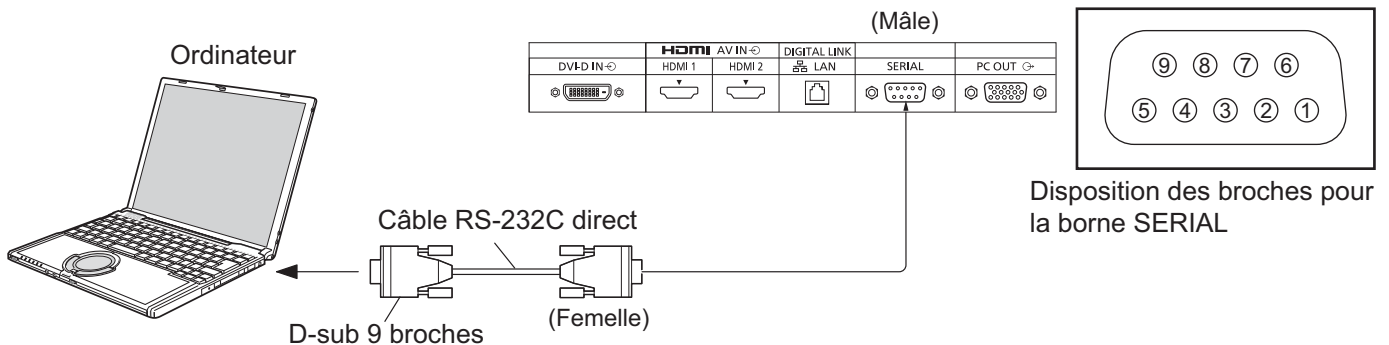 Ordinateur
(Mâle)
HDMI AV IN
DIGITAL LINK
DVI-D IN
HDMI 1
HDMI 2
LAN
SERIAL
PC OUT
9 8 7 6
5 4 3 2 1
Disposition des broches pour
la borne SERIAL
Câble RS-232C direct
D-sub 9 broches
(Femelle)